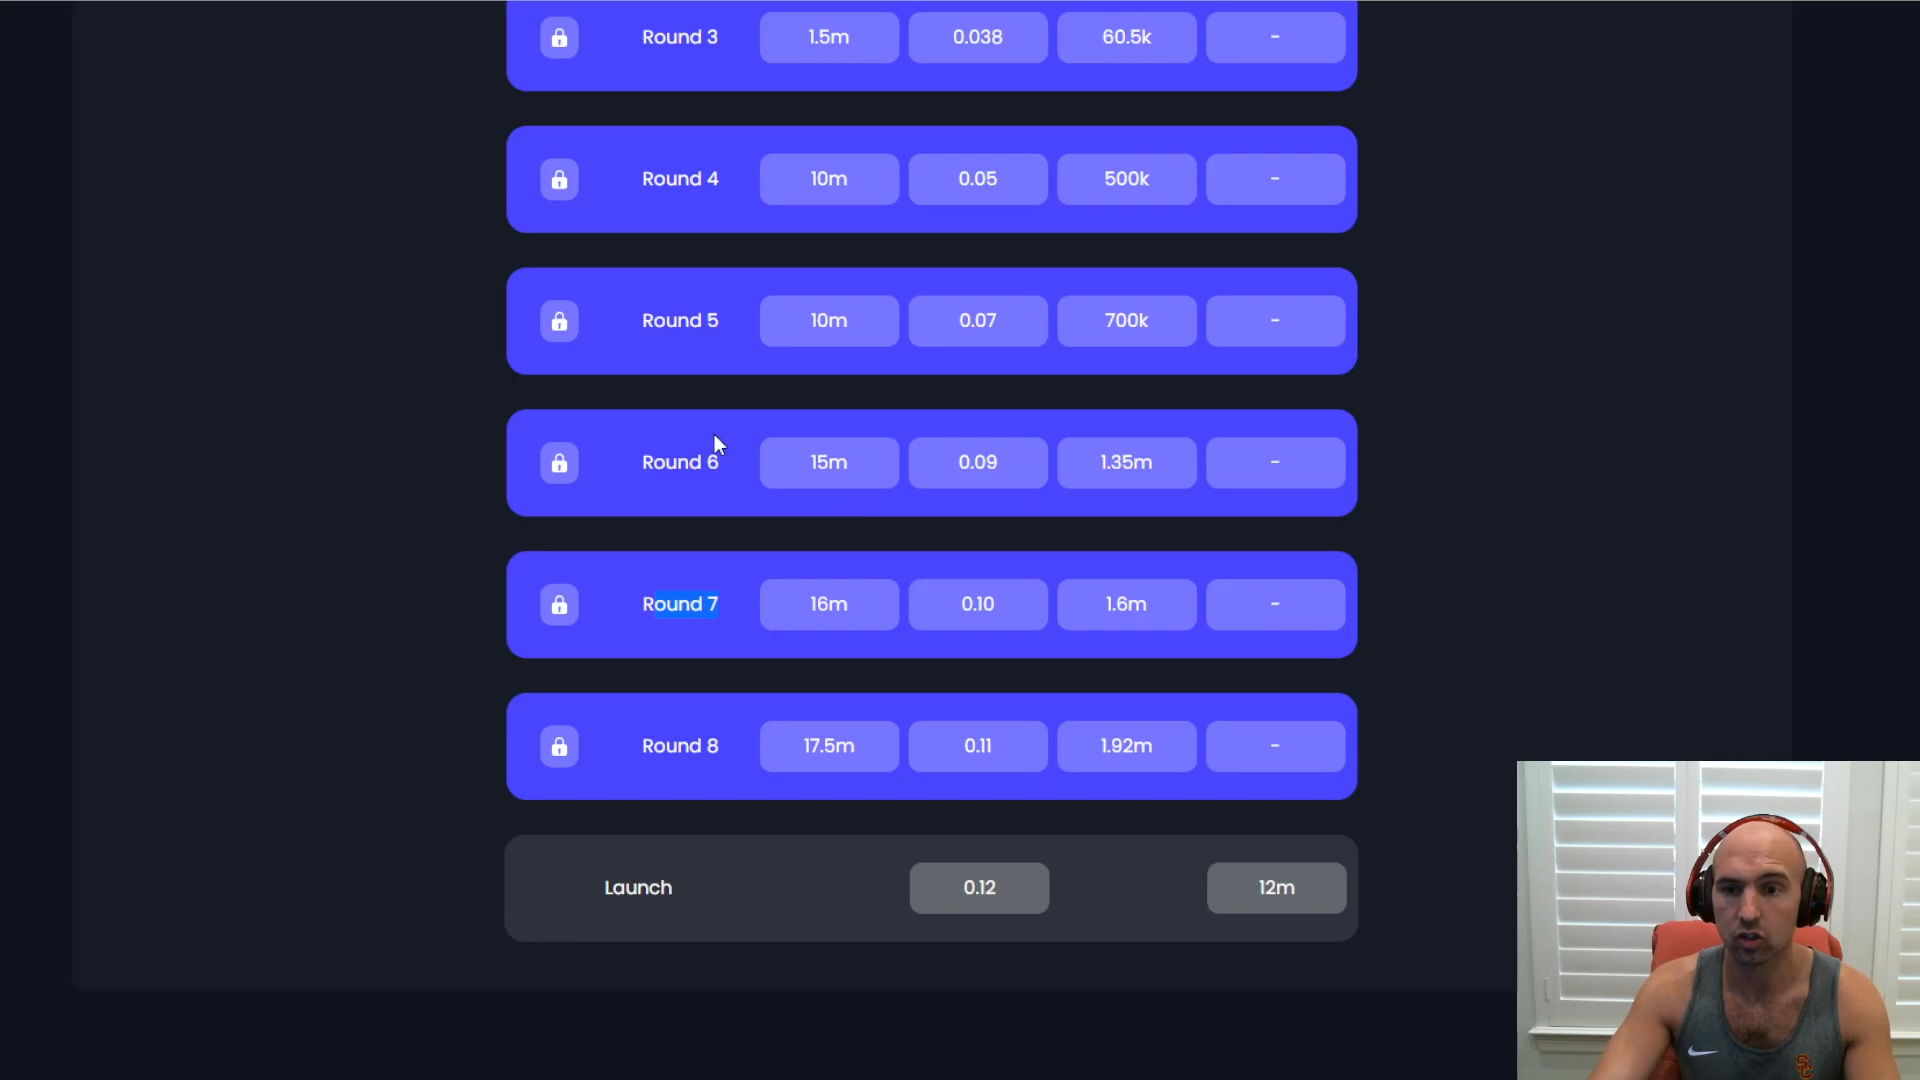 Round 3 1.5m 0.038 60.5k -
Round 4 10m 0.05 500k -
Round 5 10m 0.07 700k -
Round 6 15m 0.09 1.35m -
Round 7 16m 0.10 1.6m -
Round 8 17.5m 0.11 1.92m -
Launch 0.12 12m
SC